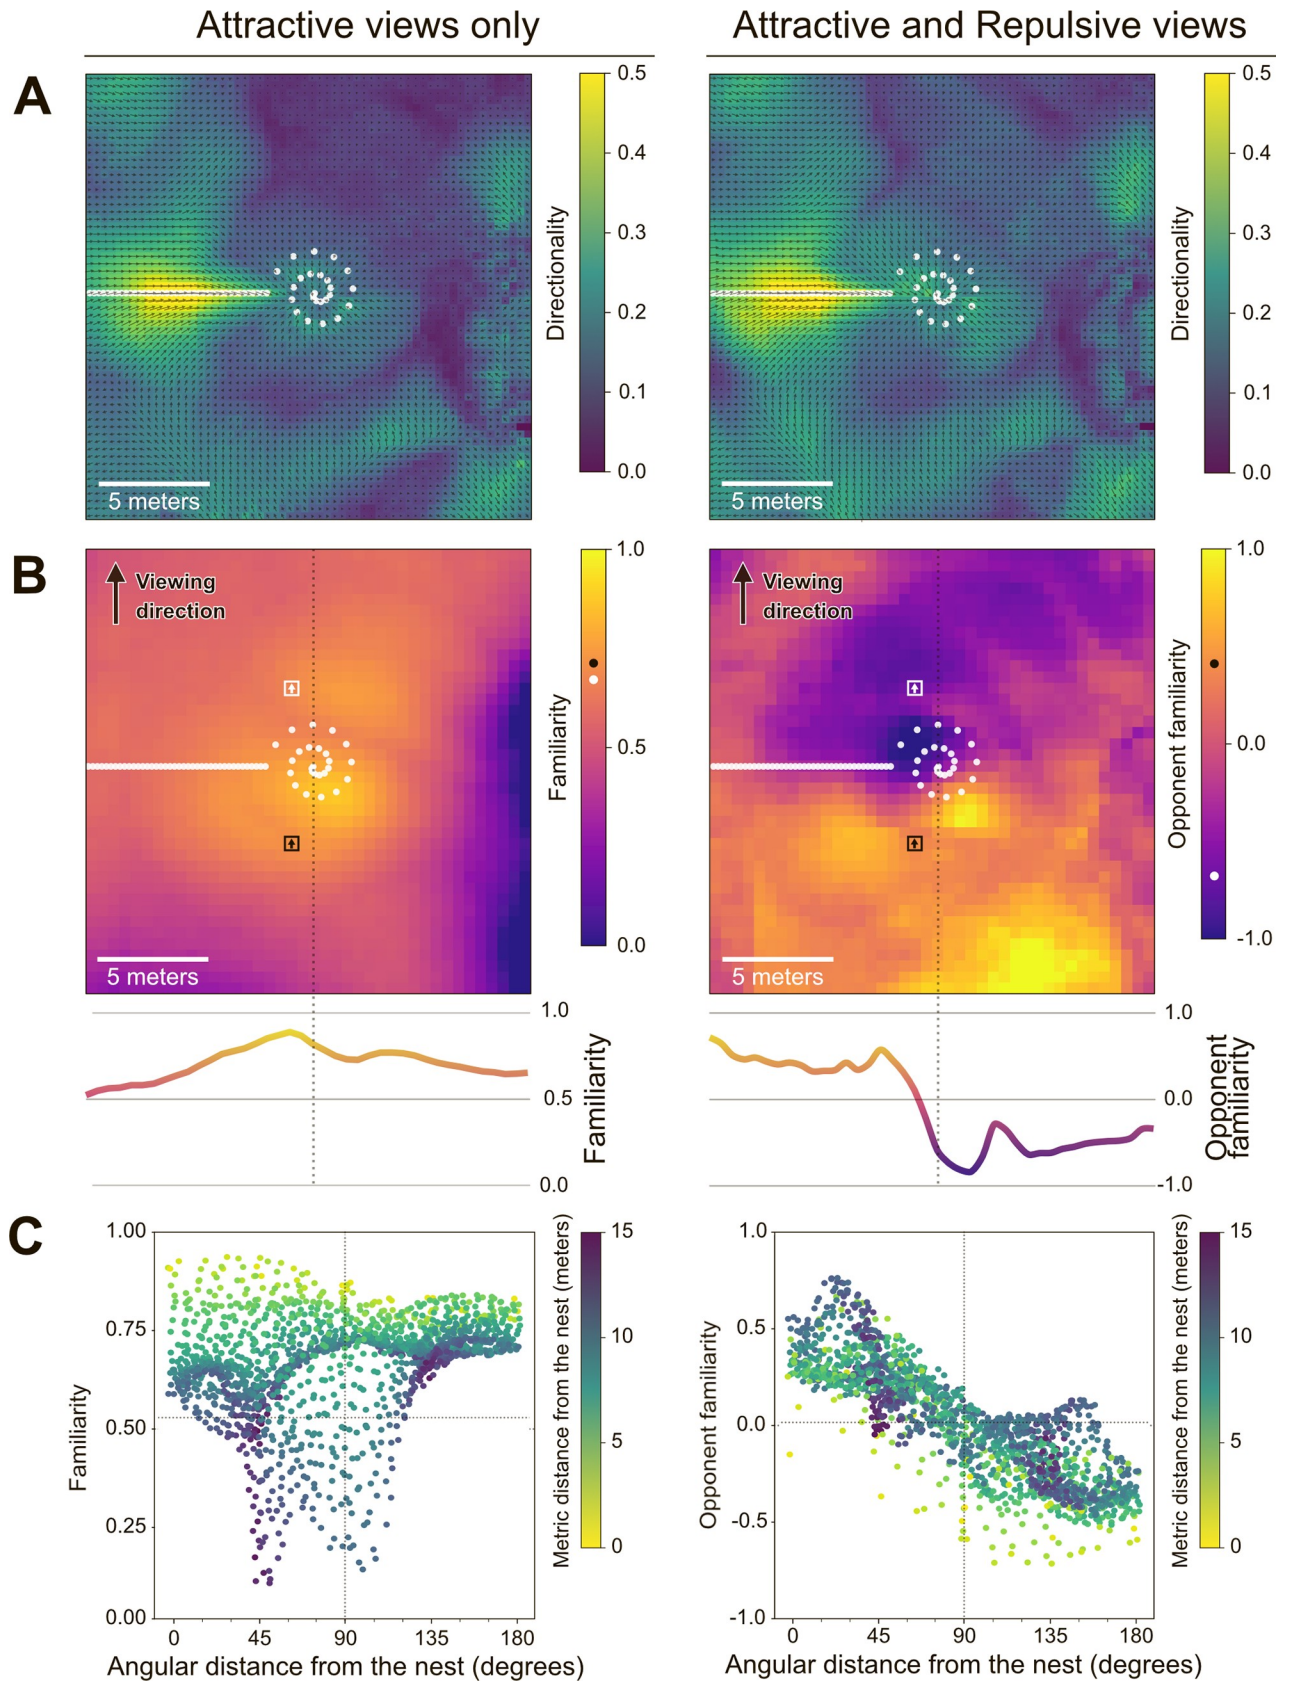 Attractive views only
Attractive and Repulsive views
A
0.5
0.4
0.3
0.2
0.1
0.0
Directionality
5 meters
0.5
0.4
0.3
0.2
0.1
0.0
Directionality
5 meters
B
Viewing
direction
5 meters
1.0
0.5
0.0
Familiarity
Viewing
direction
5 meters
1.0
0.0
-1.0
Opponent familiarity
1.0
0.5
0.0
Familiarity
1.0
0.0
-1.0
Opponent
familiarity
C
1.00
0.75
0.50
0.25
0.00
Familiarity
0 45 90 135 180
Angular distance from the nest (degrees)
15
10
5
0
Metric distance from the nest (meters)
1.0
0.5
0.0
-0.5
-1.0
Opponent familiarity
0 45 90 135 180
Angular distance from the nest (degrees)
15
10
5
0
Metric distance from the nest (meters)